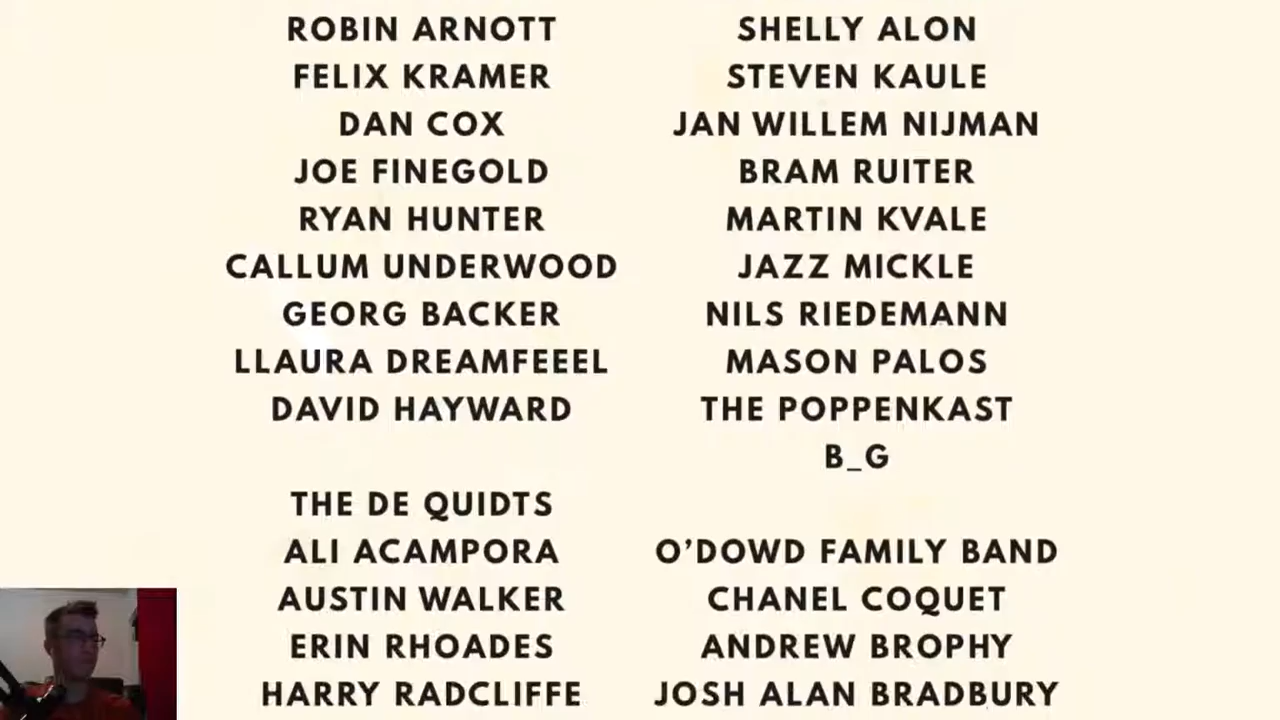 ROBIN ARNOTT
FELIX KRAMER
DAN COX
JOE FINEGOLD
RYAN HUNTER
CALLUM UNDERWOOD
GEORG BACKER
LLAURA DREAMFEEEL
DAVID HAYWARD
THE DE QUIDTS
ALI ACAMPORA
AUSTIN WALKER
ERIN RHOADES
HARRY RADCLIFFE
SHELLY ALON
STEVEN KAULE
JAN WILLEM NIJMAN
BRAM RUITER
MARTIN KVALE
JAZZ MICKLE
NILS RIEDEMANN
MASON PALOS
THE POPPENKAST
B_G
O’DOWD FAMILY BAND
CHANEL COQUET
ANDREW BROPHY
JOSH ALAN BRADBURY